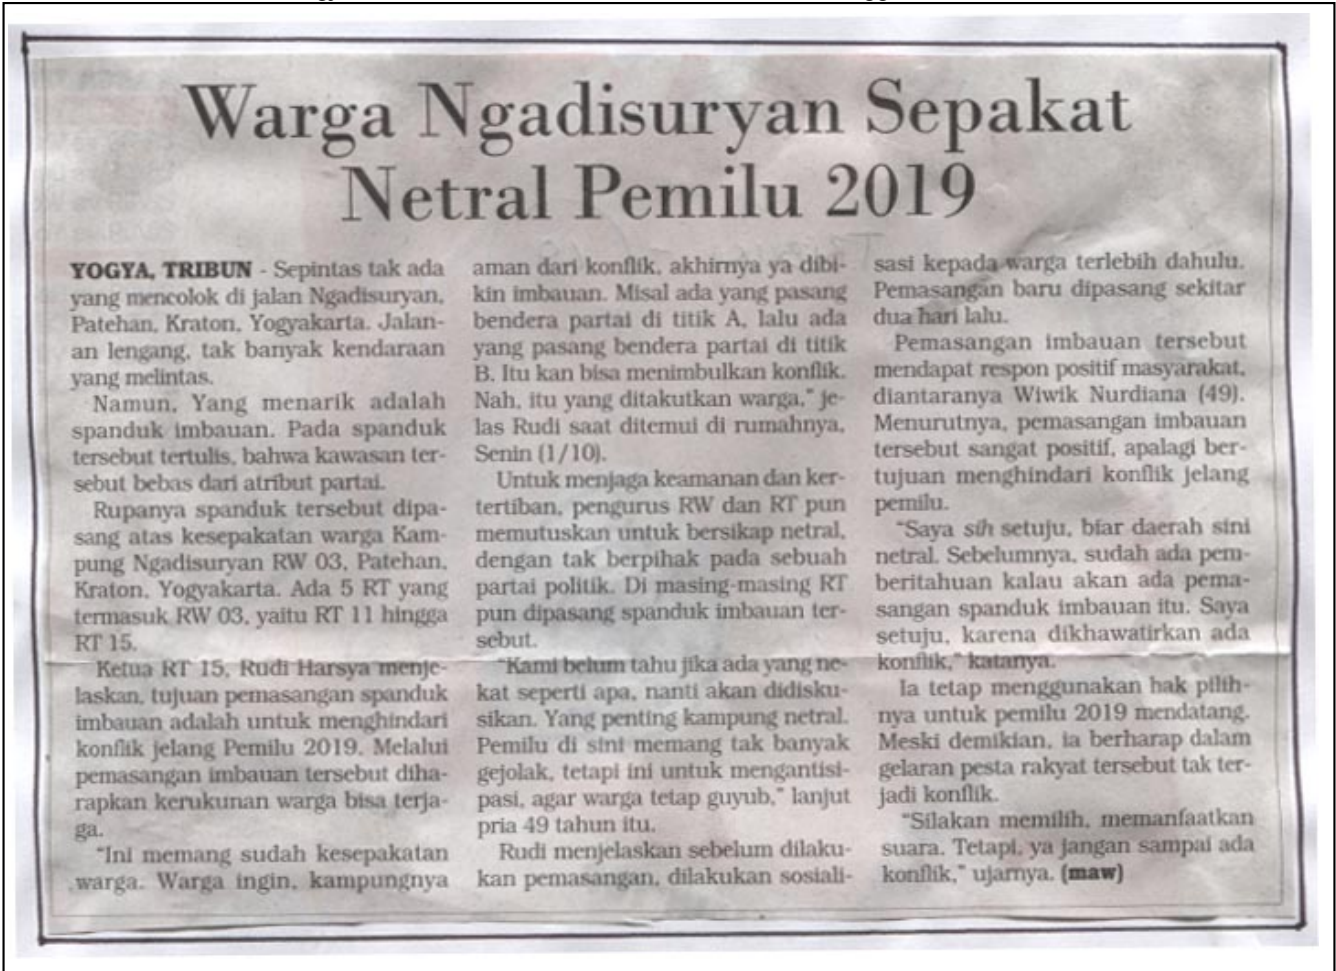 Warga Ngadisuryan Sepakat
Netral Pemilu 2019
YOGYA, TRIBUN - Sepintas tak ada
yang mencolok di jalan Ngadisuryan,
Patehan, Kraton, Yogyakarta. Jalan-
an lengang, tak banyak kendaraan
yang melintas.
Namun, Yang menarik adalah
spanduk imbauan. Pada spanduk
tersebut tertulis, bahwa kawasan ter-
sebut bebas dari atribut partai.
Rupanya spanduk tersebut dipa-
sang atas kesepakatan warga Kam-
pung Ngadisuryan RW 03, Patehan,
Kraton, Yogyakarta. Ada 5 RT yang
termasuk RW 03, yaitu RT 11 hingga
RT 15.
Ketua RT 15, Rudi Harsya menje-
laskan, tujuan pemasangan spanduk
imbauan adalah untuk menghindari
konflik jelang Pemilu 2019. Melalui
pemasangan imbauan tersebut diha-
rapkan kerukunan warga bisa terja-
ga.
"Ini memang sudah kesepakatan
warga. Warga ingin, kampungnya
aman dari konflik, akhirnya ya dibi-
kin imbauan. Misal ada yang pasang
bendera partai di titik A, lalu ada
yang pasang bendera partai di titik
B. Itu kan bisa menimbulkan konflik.
Nah, itu yang ditakutkan warga," je-
las Rudi saat ditemui di rumahnya,
Senin (1/10).
Untuk menjaga keamanan dan ker-
tertiban, pengurus RW dan RT pun
memutuskan untuk bersikap netral,
dengan tak berpihak pada sebuah
partai politik. Di masing-masing RT
pun dipasang spanduk imbauan ter-
sebut.
"Kami belum tahu jika ada yang ne-
kat seperti apa, nanti akan didisku-
sikan. Yang penting kampung netral.
Pemilu di sini memang tak banyak
gejolak, tetapi ini untuk mengantisi-
pasi, agar warga tetap guyub," lanjut
pria 49 tahun itu.
Rudi menjelaskan sebelum dilaku-
kan pemasangan, dilakukan sosiali-
sasi kepada warga terlebih dahulu.
Pemasangan baru dipasang sekitar
dua hari lalu.
Pemasangan imbauan tersebut
mendapat respon positif masyarakat,
diantaranya Wiwik Nurdiana (49).
Menurutnya, pemasangan imbauan
tersebut sangat positif, apalagi ber-
tujuan menghindari konflik jelang
pemilu.
"Saya sih setuju, biar daerah sini
netral. Sebelumnya, sudah ada pem-
beritahuan kalau akan ada pema-
sangan spanduk imbauan itu. Saya
setuju, karena dikhawatirkan ada
konflik," katanya.
Ia tetap menggunakan hak pilih-
nya untuk pemilu 2019 mendatang.
Meski demikian, ia berharap dalam
gelaran pesta rakyat tersebut tak ter-
jadi konflik.
"Silakan memilih, memanfaatkan
suara. Tetapi, ya jangan sampai ada
konflik," ujarnya. (maw)